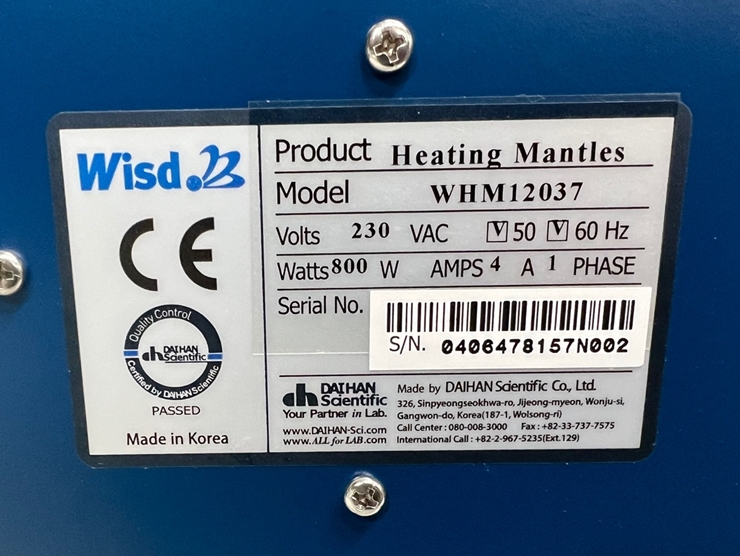 Wisd
CE
Quality Control
dh DAIHAN Scientific
Certified by DAIHAN Scientific
PASSED
Made in Korea
Product Heating Mantles
Model WHM12037
Volts 230 VAC V 50 V 60 Hz
Watts 800 W AMPS 4 A 1 PHASE
Serial No.
S/N. 0406478157N002
dh DAIHAN Scientific
Your Partner in Lab.
www.DAIHAN-Sci.com
www.ALL for LAB.com
Made by DAIHAN Scientific Co., Ltd.
326, Sinpyeongseokhwa-ro, Jijeong-myeon, Wonju-si,
Gangwon-do, Korea(187-1, Wolsong-ri)
Call Center : 080-008-3000 Fax : +82-33-737-7575
International Call : +82-2-967-5235(Ext.129)